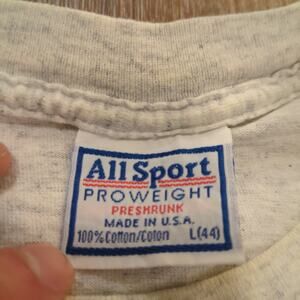 All Sport
PROWEIGHT
PRESHRUNK
MADE IN U.S.A.
100% Cotton/Coton L(44)